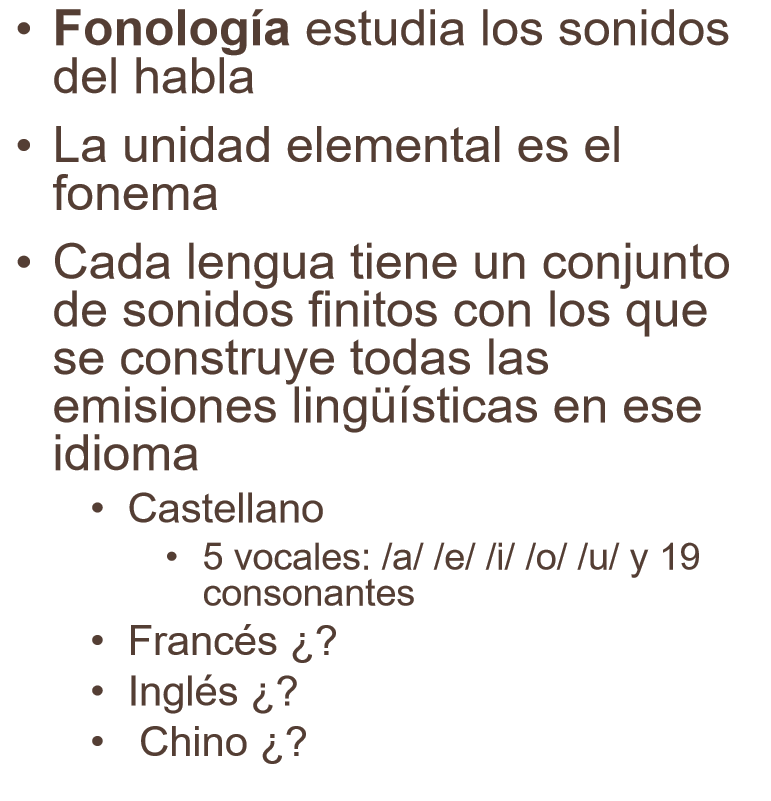 • Fonología estudia los sonidos
del habla
• La unidad elemental es el
fonema
• Cada lengua tiene un conjunto
de sonidos finitos con los que
se construye todas las
emisiones lingüísticas en ese
idioma
• Castellano
• 5 vocales: /a/ /e/ /i/ /o/ /u/ y 19
consonantes
• Francés ¿?
• Inglés ¿?
• Chino ¿?